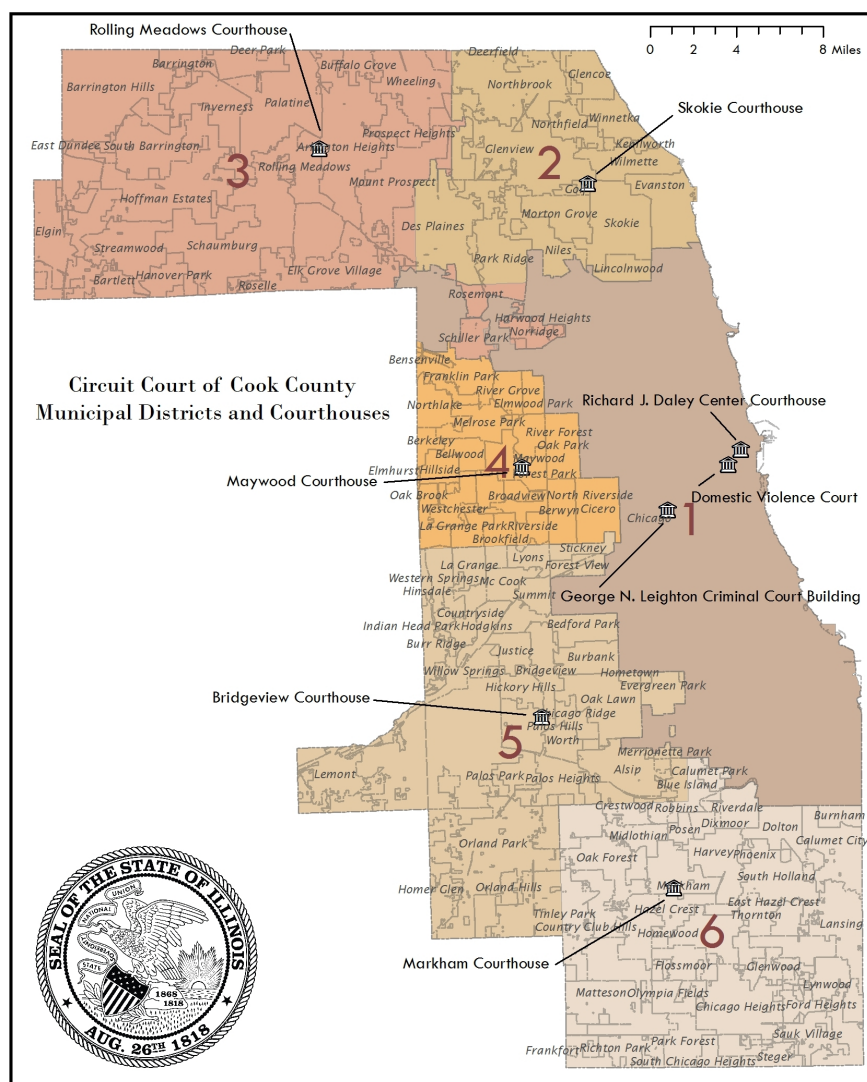 Rolling Meadows Courthouse
0 2 4 8 Miles
Deer Park
Deerfield
Barrington
Buffalo Grove
Glencoe
Barrington Hills
Wheeling
Northbrook
Palatine
Inverness
Skokie Courthouse
Winnetka
Northfield
Prospect Heights
Kenilworth
East Dundee
South Barrington
Arlington Heights
Glenview
2
Wilmette
3
Rolling Meadows
Mount Prospect
Evanston
Hoffman Estates
Morton Grove
Skokie
Elgin
Des Plaines
Streamwood
Schaumburg
Niles
Park Ridge
Lincolnwood
Bartlett
Hanover Park
Elk Grove Village
Roselle
Rosemont
Harwood Heights
Norridge
Schiller Park
Bensenville
Circuit Court of Cook County
Municipal Districts and Courthouses
Franklin Park
River Grove
Richard J. Daley Center Courthouse
Northlake
Elmwood Park
Melrose Park
River Forest
Berkeley
Oak Park
Bellwood
Maywood
4
Elmhurst
Hillside
Forest Park
Maywood Courthouse
Oak Brook
Broadview
North Riverside
Domestic Violence Court
Westchester
Berwyn
Cicero
Chicago
1
La Grange Park
Riverside
Brookfield
Stickney
Lyons
La Grange
Forest View
Western Springs
Mc Cook
Hinsdale
Summit
George N. Leighton Criminal Court Building
Countryside
Indian Head Park
Hodgkins
Bedford Park
Burr Ridge
Justice
Burbank
Willow Springs
Bridgeview
Hometown
Hickory Hills
Evergreen Park
Bridgeview Courthouse
Oak Lawn
Chicago Ridge
Palos Hills
5
Worth
Merrionette Park
Lemont
Palos Park
Palos Heights
Alsip
Calumet Park
Blue Island
Crestwood
Robbins
Riverdale
Burnham
Dixmoor
Posen
Dolton
Midlothian
Calumet City
Orland Park
Oak Forest
Harvey
Phoenix
South Holland
Homer Glen
Orland Hills
Markham
East Hazel Crest
Hazel Crest
Thornton
Tinley Park
Country Club Hills
Lansing
Homewood
6
Markham Courthouse
Flossmoor
Glenwood
Lynwood
Matteson
Olympia Fields
Chicago Heights
Ford Heights
Sauk Village
Park Forest
Frankfort
Richton Park
Steger
South Chicago Heights
SEAL OF THE STATE OF ILLINOIS
STATE
NATIONAL
UNION
1868
1818
AUG. 26TH 1818